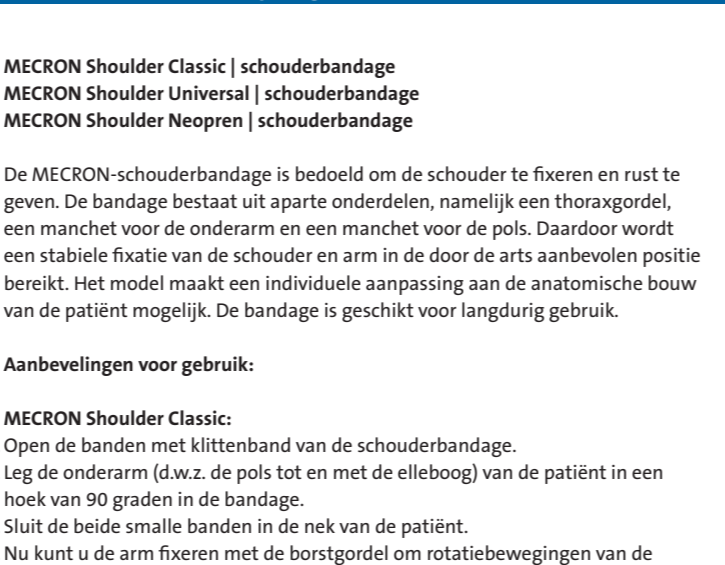 MECRON Shoulder Classic | schouderbandage
MECRON Shoulder Universal | schouderbandage
MECRON Shoulder Neopren | schouderbandage
De MECRON-schouderbandage is bedoeld om de schouder te fixeren en rust te
geven. De bandage bestaat uit aparte onderdelen, namelijk een thoraxgordel,
een manchet voor de onderarm en een manchet voor de pols. Daardoor wordt
een stabiele fixatie van de schouder en arm in de door de arts aanbevolen positie
bereikt. Het model maakt een individuele aanpassing aan de anatomische bouw
van de patiënt mogelijk. De bandage is geschikt voor langdurig gebruik.
Aanbevelingen voor gebruik:
MECRON Shoulder Classic:
Open de banden met klittenband van de schouderbandage.
Leg de onderarm (d.w.z. de pols tot en met de elleboog) van de patiënt in een
hoek van 90 graden in de bandage.
Sluit de beide smalle banden in de nek van de patiënt.
Nu kunt u de arm fixeren met de borstgordel om rotatiebewegingen van de